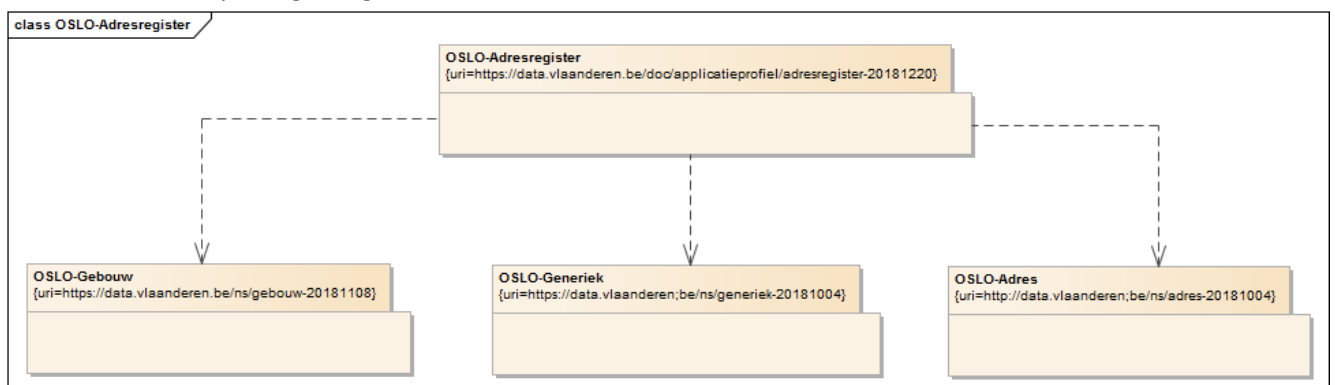 class OSLO-Adresregister
OSLO-Adresregister
{uri=https://data.vlaanderen.be/doc/applicatieprofiel/adresregister-20181220}
OSLO-Gebouw
{uri=https://data.vlaanderen.be/ns/gebouw-20181108}
OSLO-Generiek
{uri=https://data.vlaanderen;be/ns/generiek-20181004}
OSLO-Adres
{uri=http://data.vlaanderen;be/ns/adres-20181004}